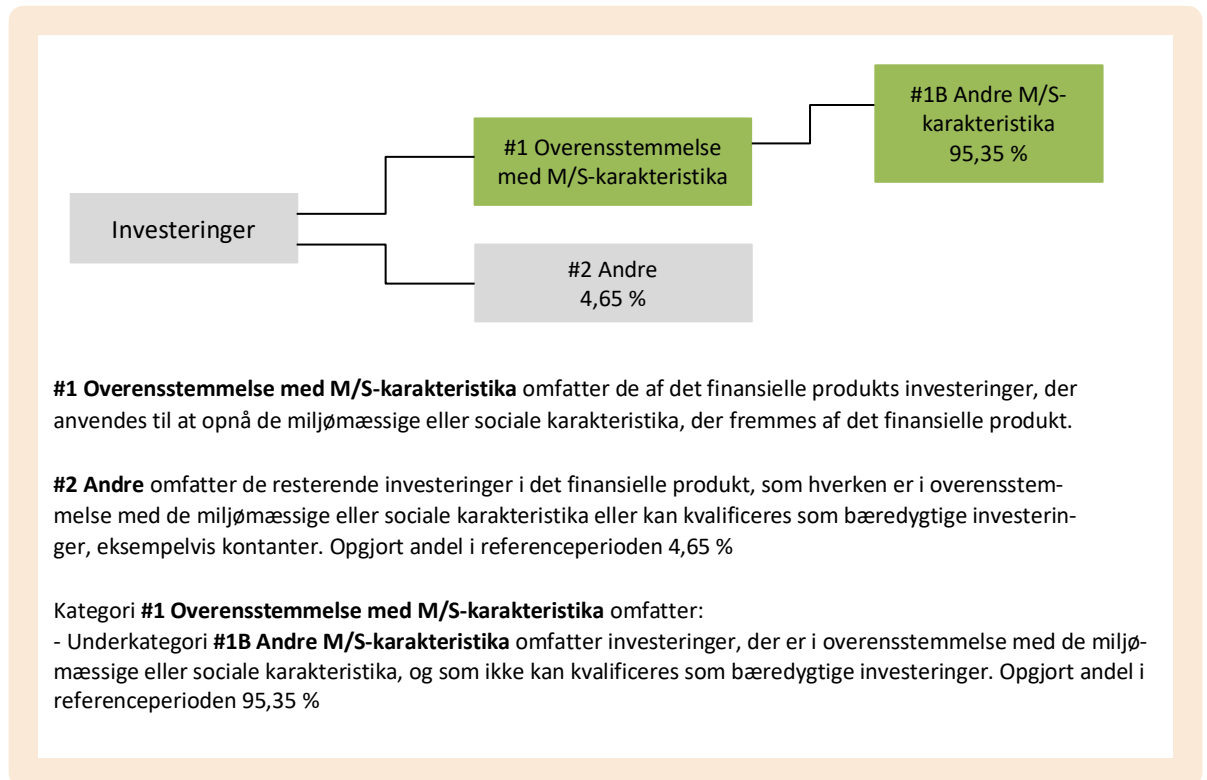 #1B Andre M/S-
karakteristika
95,35 %
#1 Overensstemmelse
med M/S-karakteristika
Investeringer
#2 Andre
4,65 %
#1 Overensstemmelse med M/S-karakteristika omfatter de af det finansielle produkts investeringer, der
anvendes til at opnå de miljømæssige eller sociale karakteristika, der fremmes af det finansielle produkt.
#2 Andre omfatter de resterende investeringer i det finansielle produkt, som hverken er i overensstem-
melse med de miljømæssige eller sociale karakteristika eller kan kvalificeres som bæredygtige investerin-
ger, eksempelvis kontanter. Opgjort andel i referenceperioden 4,65 %
Kategori #1 Overensstemmelse med M/S-karakteristika omfatter:
- Underkategori #1B Andre M/S-karakteristika omfatter investeringer, der er i overensstemmelse med de miljø-
mæssige eller sociale karakteristika, og som ikke kan kvalificeres som bæredygtige investeringer. Opgjort andel i
referenceperioden 95,35 %